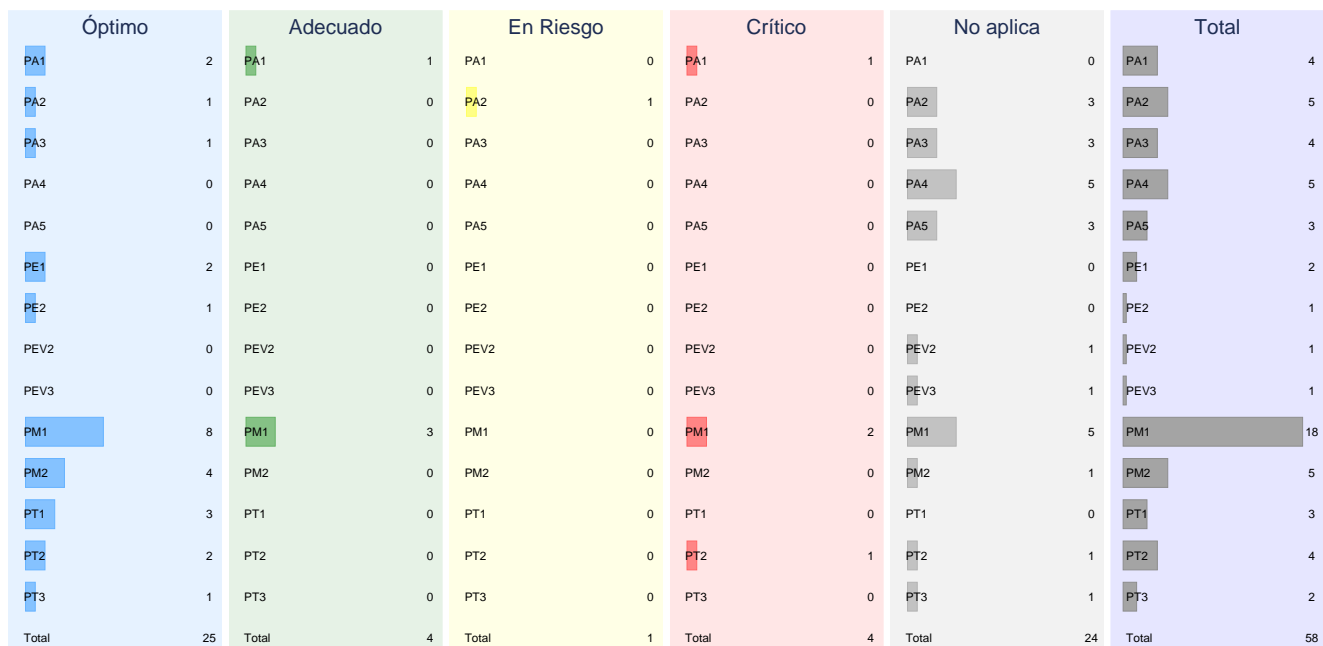 Óptimo Adecuado En Riesgo Crítico No aplica Total
PA1 2 PA1 1 PA1 0 PA1 1 PA1 0 PA1 4
PA2 1 PA2 0 PA2 1 PA2 0 PA2 3 PA2 5
PA3 1 PA3 0 PA3 0 PA3 0 PA3 3 PA3 4
PA4 0 PA4 0 PA4 0 PA4 0 PA4 5 PA4 5
PA5 0 PA5 0 PA5 0 PA5 0 PA5 3 PA5 3
PE1 2 PE1 0 PE1 0 PE1 0 PE1 0 PE1 2
PE2 1 PE2 0 PE2 0 PE2 0 PE2 0 PE2 1
PEV2 0 PEV2 0 PEV2 0 PEV2 0 PEV2 1 PEV2 1
PEV3 0 PEV3 0 PEV3 0 PEV3 0 PEV3 1 PEV3 1
PM1 8 PM1 3 PM1 0 PM1 2 PM1 5 PM1 18
PM2 4 PM2 0 PM2 0 PM2 0 PM2 1 PM2 5
PT1 3 PT1 0 PT1 0 PT1 0 PT1 0 PT1 3
PT2 2 PT2 0 PT2 0 PT2 1 PT2 1 PT2 4
PT3 1 PT3 0 PT3 0 PT3 0 PT3 1 PT3 2
Total 25 Total 4 Total 1 Total 4 Total 24 Total 58